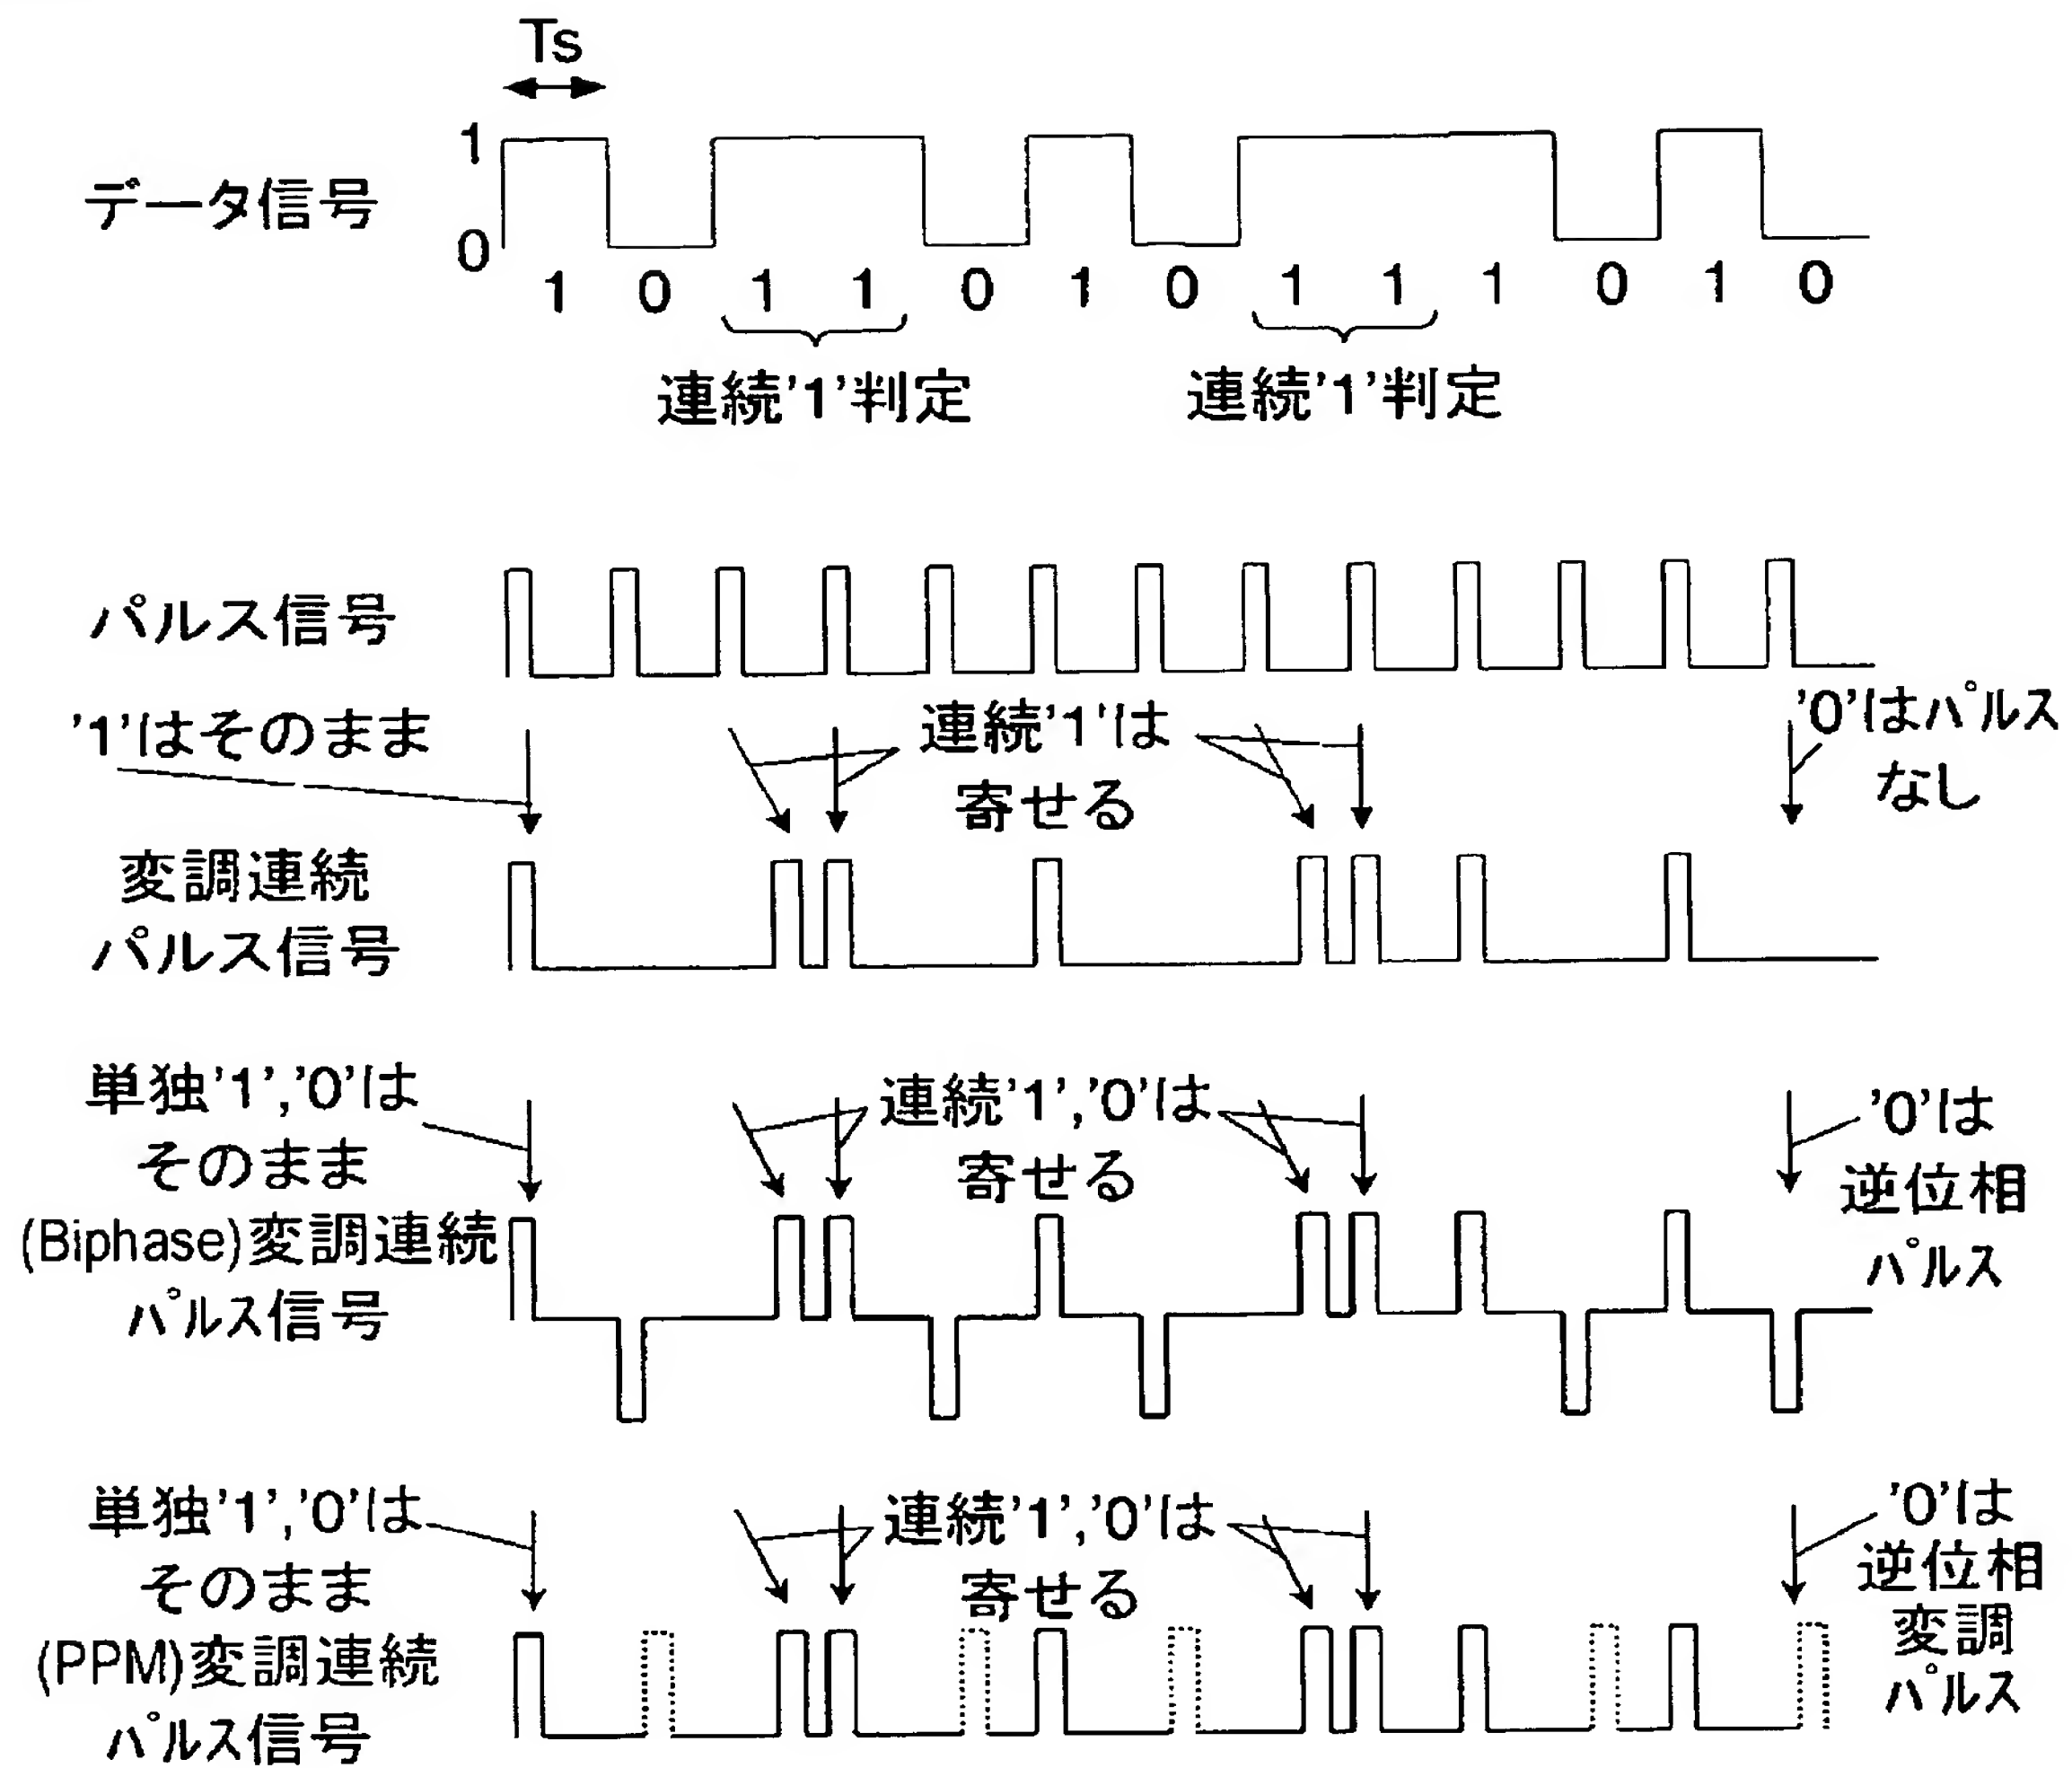 Ts
1
データ信号
0
1 0 1 1 0 1 0 1 1 1 0 1 0
連続'1'判定 連続'1'判定
パルス信号
'1'はそのまま
連続'1'は
寄せる
'0'はパルス
なし
変調連続
パルス信号
単独'1','0'は
そのまま
連続'1','0'は
寄せる
'0'は
逆位相
パルス
(Biphase)変調連続
パルス信号
単独'1','0'は
そのまま
連続'1','0'は
寄せる
'0'は
逆位相
変調
パルス
(PPM)変調連続
パルス信号